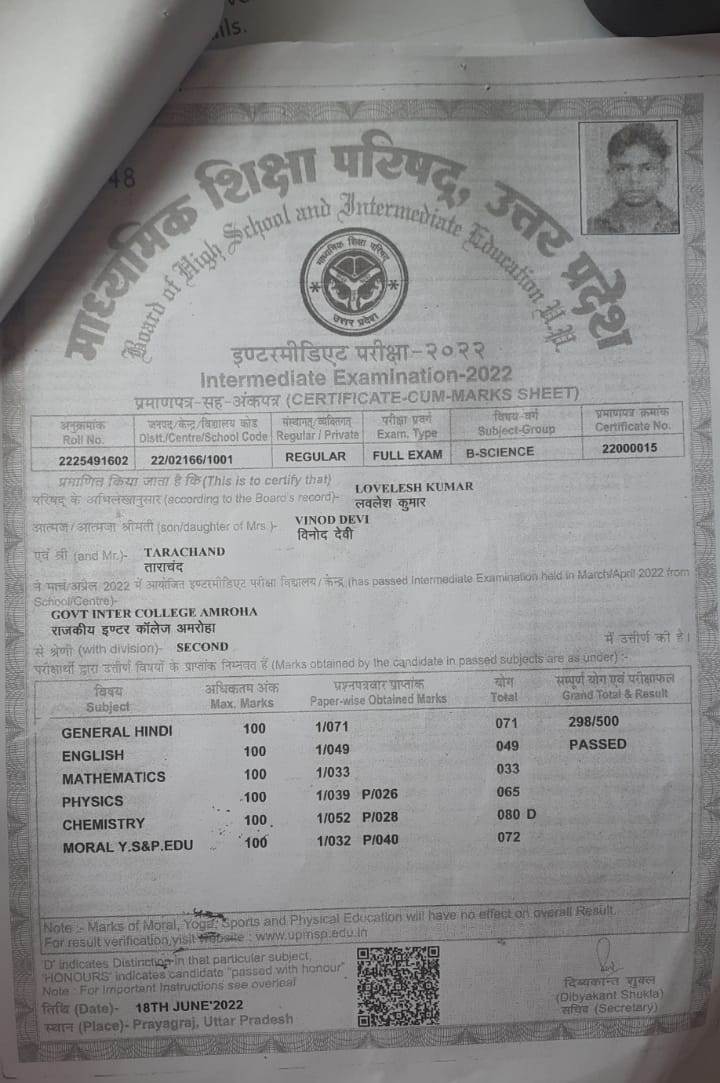 ils.
48
माध्यमिक शिक्षा परिषद्, उत्तर प्रदेश
Board of High School and Intermediate Education U.P.
माध्यमिक शिक्षा परिषद
उत्तर प्रदेश
इण्टरमीडिएट परीक्षा-२०२२
Intermediate Examination-2022
प्रमाणपत्र-सह-अंकपत्र (CERTIFICATE-CUM-MARKS SHEET)
अनुक्रमांक जनपद/केन्द्र/विद्यालय कोड संस्थागत/व्यक्तिगत परीक्षा प्रवर्ग विषय-वर्ग प्रमाणपत्र क्रमांक
Roll No. Distt./Centre/School Code Regular / Private Exam. Type Subject-Group Certificate No.
2225491602 22/02166/1001 REGULAR FULL EXAM B-SCIENCE 22000015
प्रमाणित किया जाता है कि (This is to certify that)
परिषद् के अभिलेखानुसार (according to the Board's record)- LOVELESH KUMAR
लवलेश कुमार
आत्मज/आत्मजा श्रीमती (son/daughter of Mrs.)- VINOD DEVI
विनोद देवी
एवं श्री (and Mr.)- TARACHAND
ताराचंद
ने मार्च/अप्रेल, 2022 में आयोजित इण्टरमीडिएट परीक्षा विद्यालय/केन्द्र (has passed Intermediate Examination held in March/April 2022 from
School/Centre)-
GOVT INTER COLLEGE AMROHA
राजकीय इण्टर कॉलेज अमरोहा
से श्रेणी (with division)- SECOND में उत्तीर्ण की है।
परीक्षार्थी द्वारा उत्तीर्ण विषयों के प्राप्तांक निम्नवत हैं (Marks obtained by the candidate in passed subjects are as under) :-
विषय अधिकतम अंक प्रश्नपत्रवार प्राप्तांक योग सम्पूर्ण योग एवं परीक्षाफल
Subject Max. Marks Paper-wise Obtained Marks Total Grand Total & Result
GENERAL HINDI 100 1/071 071 298/500
ENGLISH 100 1/049 049 PASSED
MATHEMATICS 100 1/033 033
PHYSICS 100 1/039 P/026 065
CHEMISTRY 100 1/052 P/028 080 D
MORAL Y.S&P.EDU 100 1/032 P/040 072
Note :- Marks of Moral, Yoga, Sports and Physical Education will have no effect on overall Result.
For result verification,visit website : www.upmsp.edu.in
'D' indicates Distinction in that particular subject,
'HONOURS' indicates candidate "passed with honour"
Note : For Important Instructions see overleaf
तिथि (Date)- 18TH JUNE'2022
स्थान (Place)- Prayagraj, Uttar Pradesh
दिव्यकान्त शुक्ल
(Dibyakant Shukla)
सचिव (Secretary)